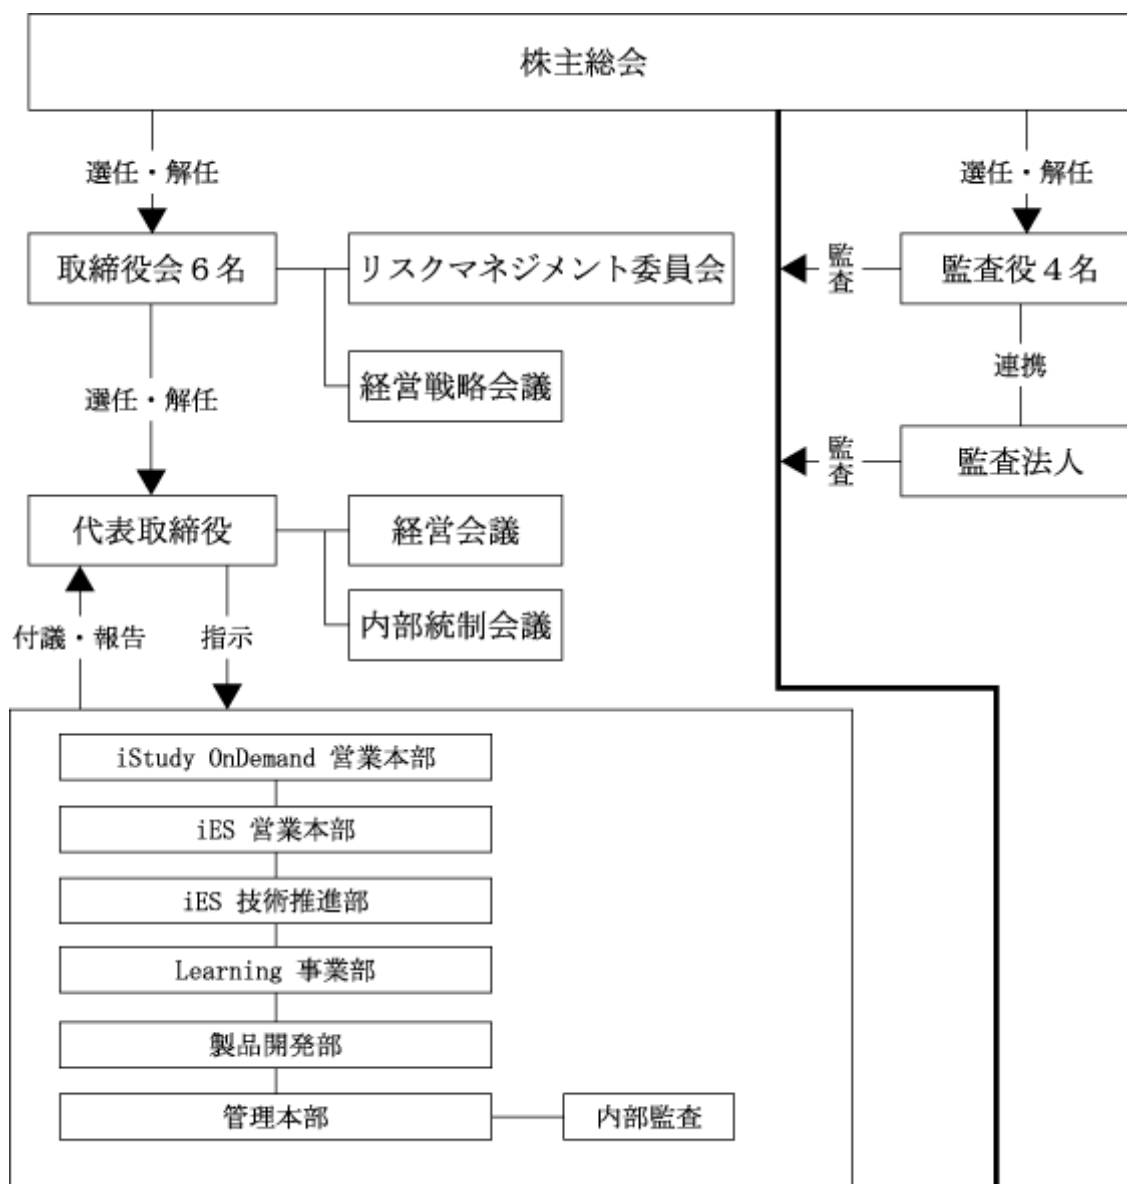 株主総会
選任・解任
選任・解任
取締役会6名
リスクマネジメント委員会
監査
監査役4名
経営戦略会議
連携
選任・解任
監査
監査法人
代表取締役
経営会議
付議・報告
指示
内部統制会議
iStudy OnDemand 営業本部
iES 営業本部
iES 技術推進部
Learning 事業部
製品開発部
管理本部
内部監査